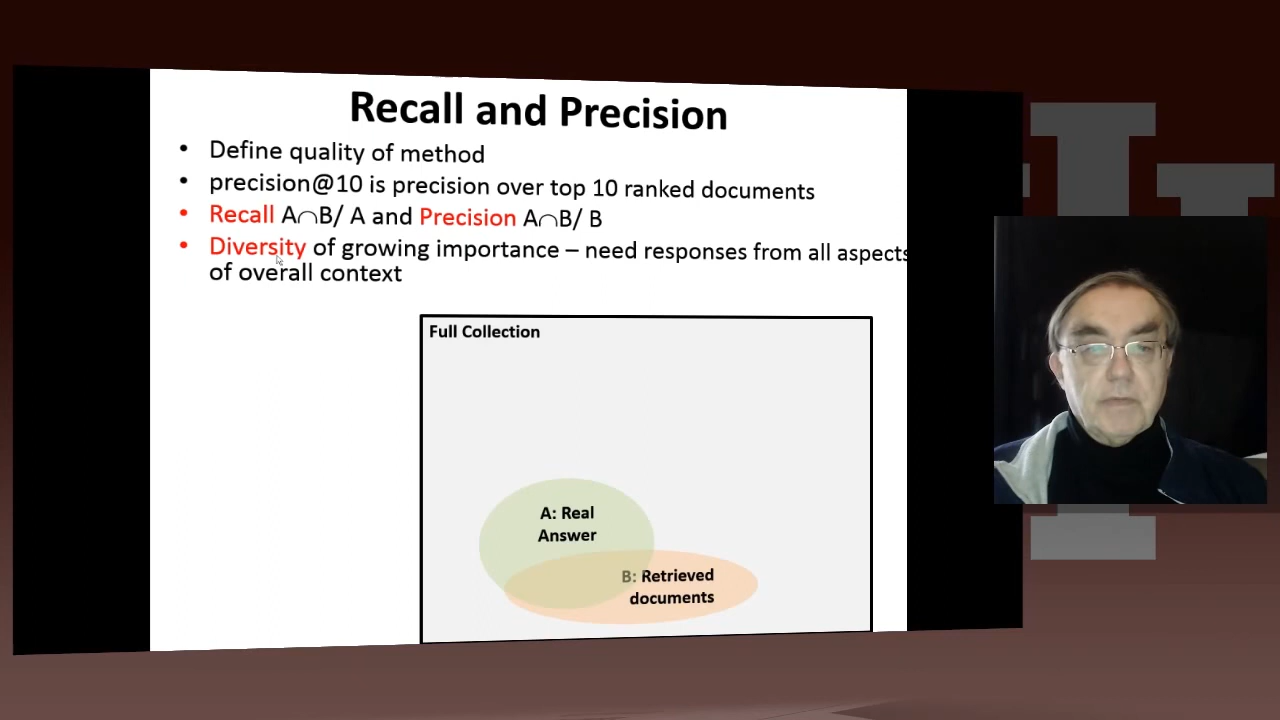 Recall and Precision
• Define quality of method
• precision@10 is precision over top 10 ranked documents
• Recall A∩B/ A and Precision A∩B/ B
• Diversity of growing importance – need responses from all aspects
of overall context
Full Collection
A: Real
Answer
B: Retrieved
documents